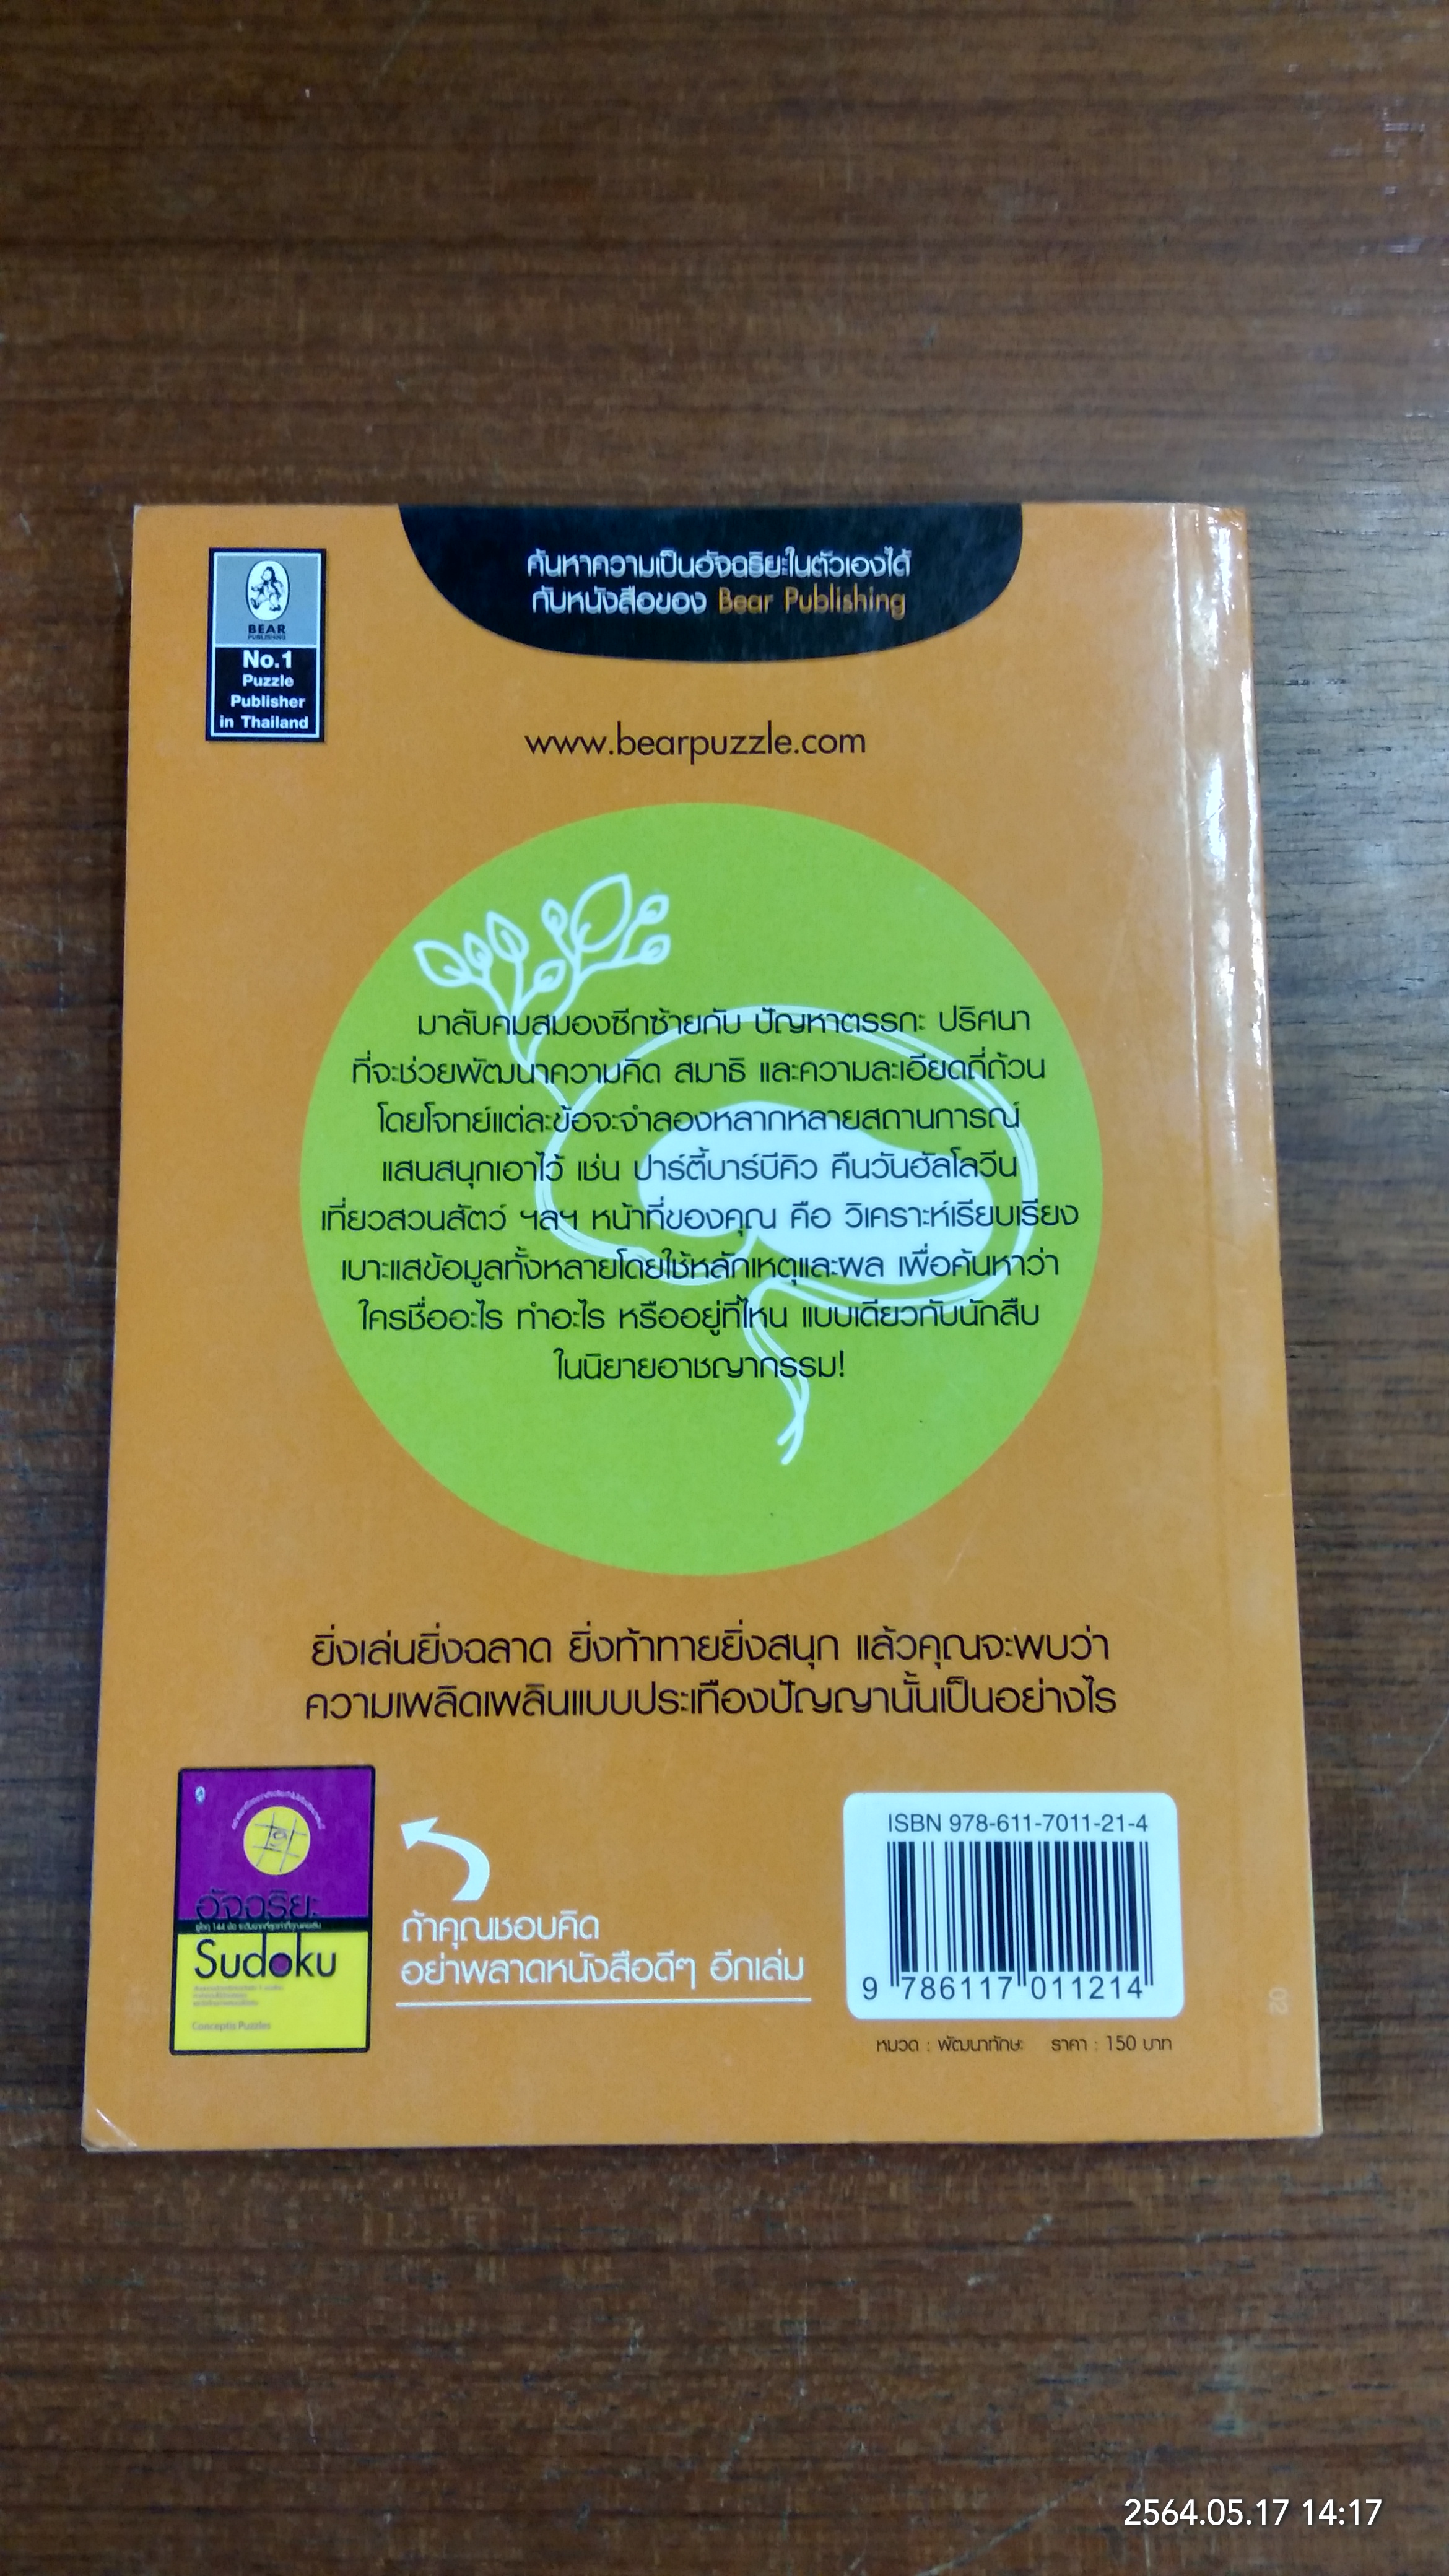 ค้นหาความเป็นอัจฉริยะในตัวเองได้
กับหนังสือของ Bear Publishing
BEAR
PUBLISHING
No.1
Puzzle
Publisher
in Thailand
www.bearpuzzle.com
มาลับคมสมองซีกซ้ายกับ ปัญหาตรรกะ ปริศนา
ที่จะช่วยพัฒนาความคิด สมาธิ และความละเอียดถี่ถ้วน
โดยโจทย์แต่ละข้อจะจำลองหลากหลายสถานการณ์
แสนสนุกเอาไว้ เช่น ปาร์ตี้บาร์บีคิว คืนวันฮัลโลวีน
เที่ยวสวนสัตว์ ฯลฯ หน้าที่ของคุณ คือ วิเคราะห์เรียบเรียง
เบาะแสข้อมูลทั้งหลายโดยใช้หลักเหตุและผล เพื่อค้นหาว่า
ใครชื่ออะไร ทำอะไร หรืออยู่ที่ไหน แบบเดียวกับนักสืบ
ในนิยายอาชญากรรม!
ยิ่งเล่นยิ่งฉลาด ยิ่งท้าทายยิ่งสนุก แล้วคุณจะพบว่า
ความเพลิดเพลินแบบประเทืองปัญญานั้นเป็นอย่างไร
อัจฉริยะ
Sudoku
Conceptis Puzzles
ถ้าคุณชอบคิด
อย่าพลาดหนังสือดีๆ อีกเล่ม
ISBN 978-611-7011-21-4
9 786117 011214
หมวด : พัฒนาทักษะ ราคา : 150 บาท
02
2564.05.17 14:17